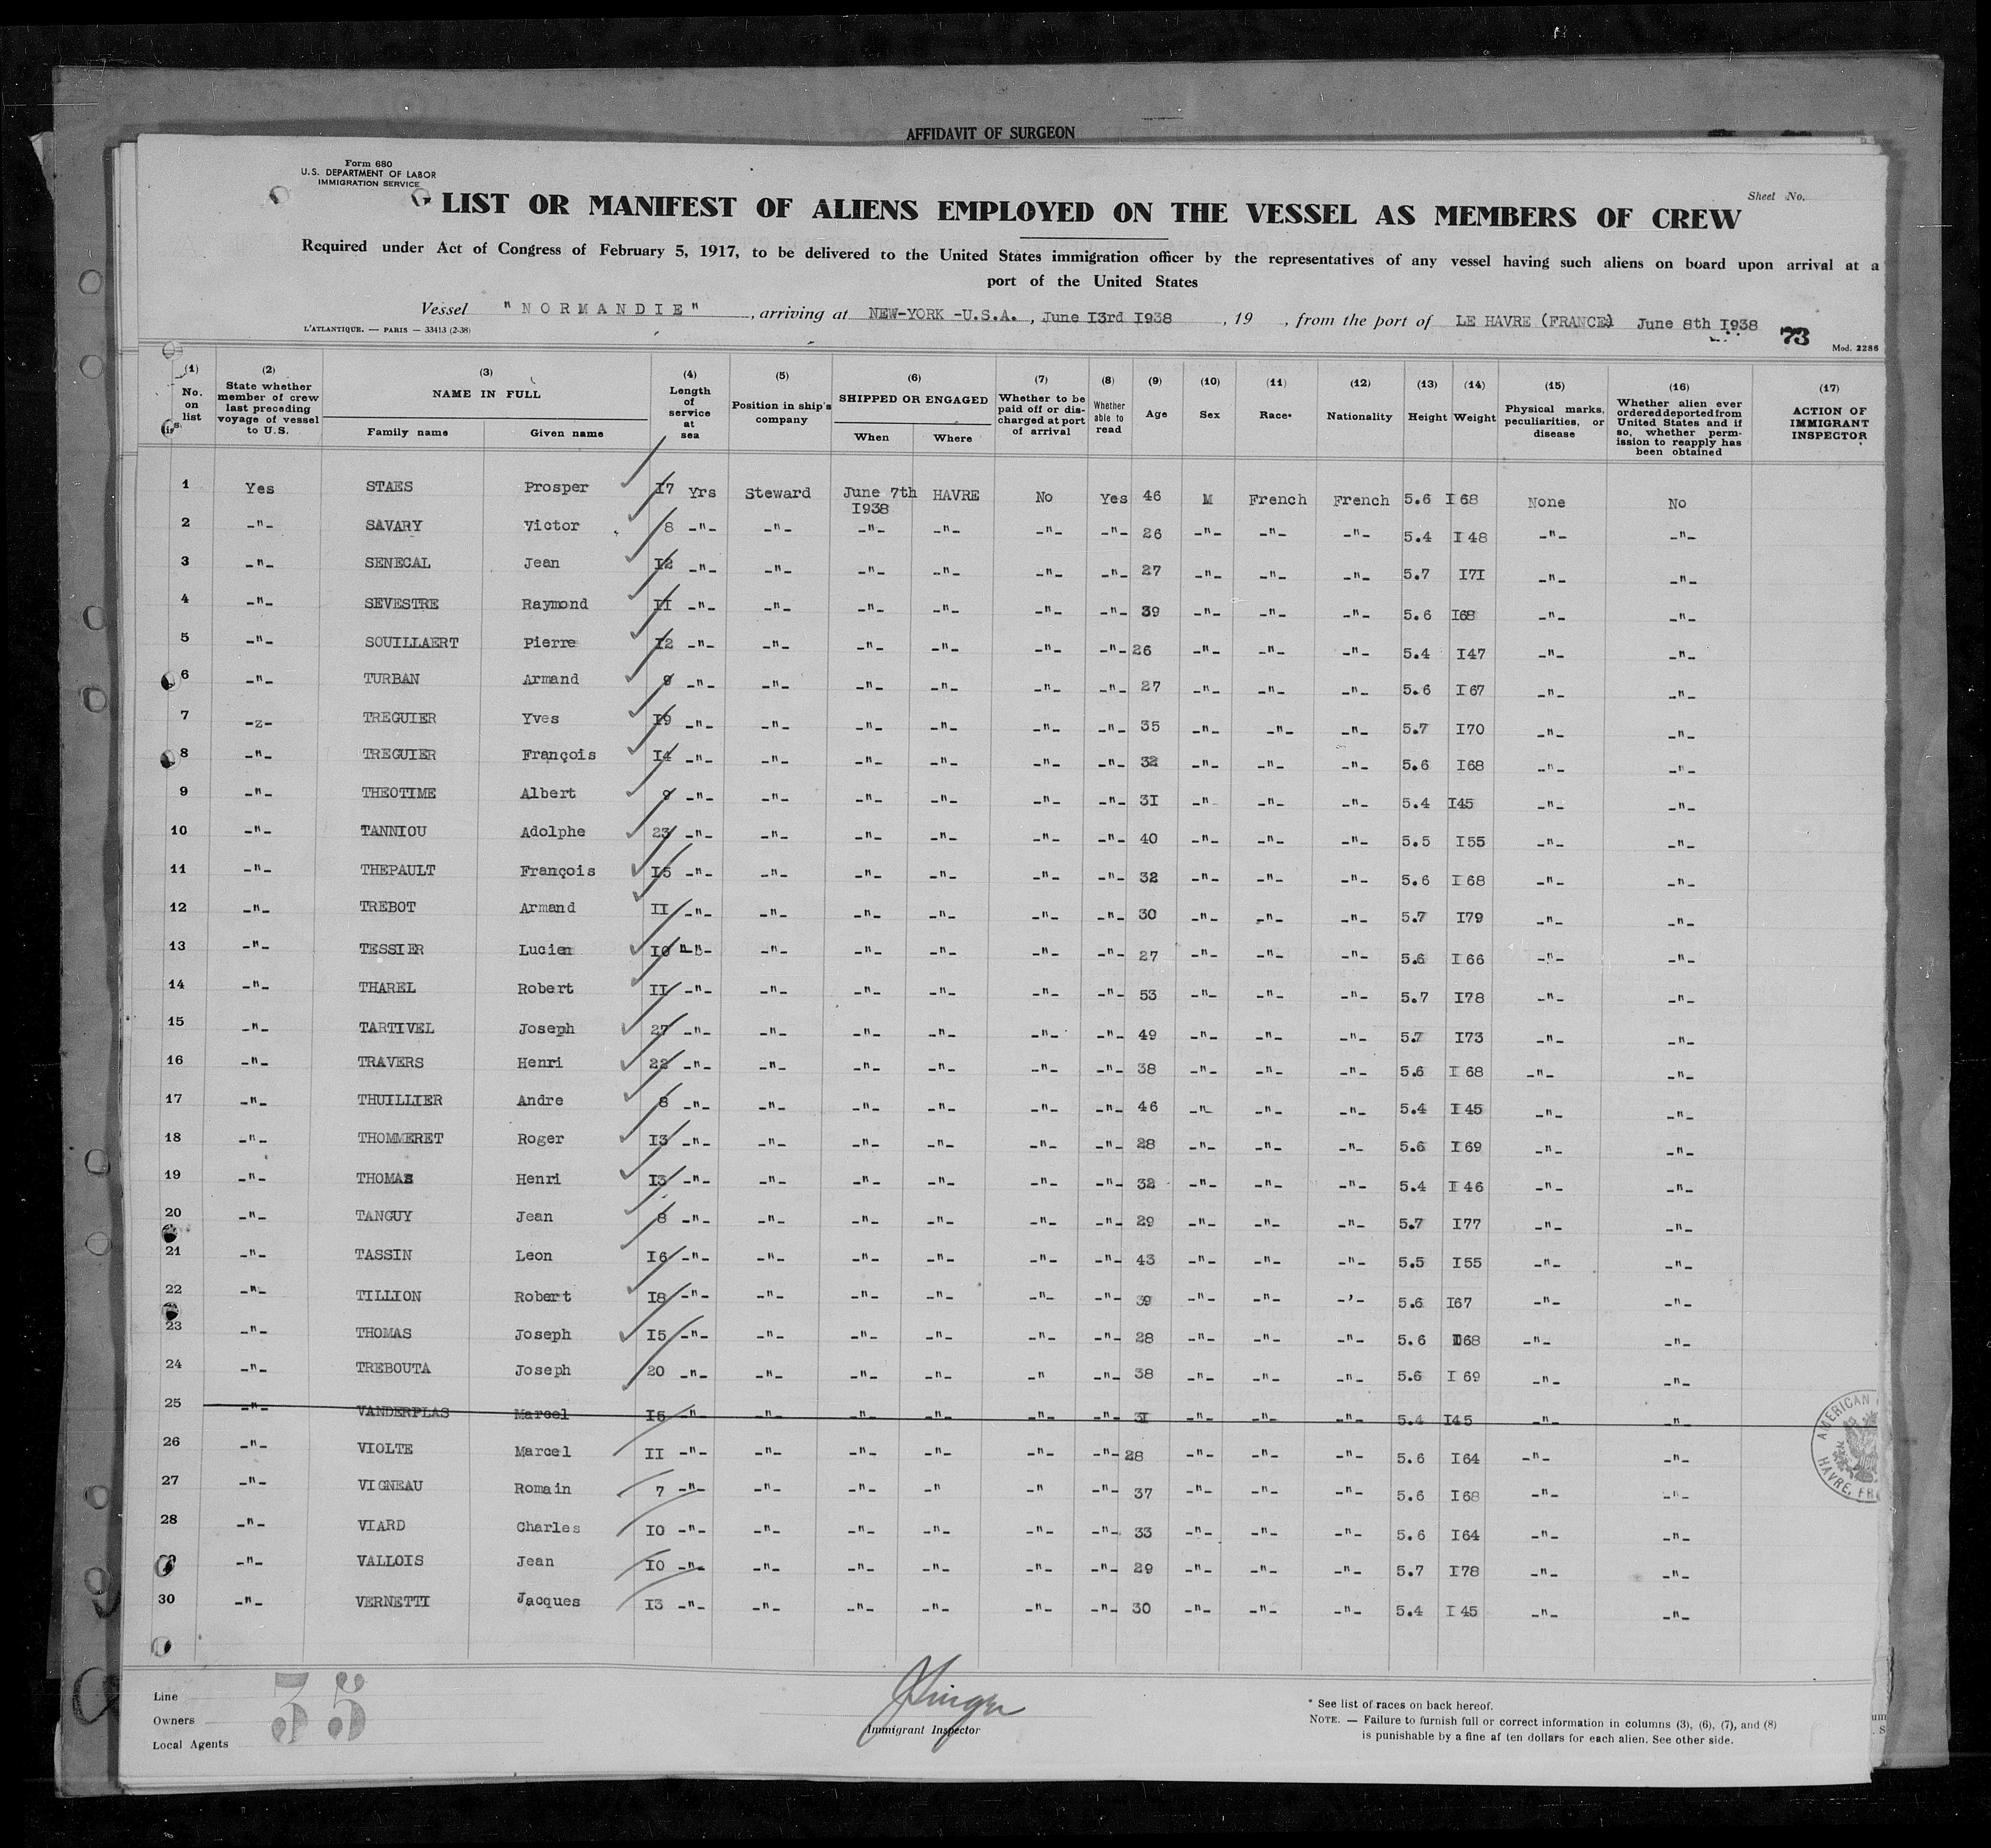 AFFIDAVIT OF SURGEON
Form 680
U.S. DEPARTMENT OF LABOR
IMMIGRATION SERVICE
Sheet No.
LIST OR MANIFEST OF ALIENS EMPLOYED ON THE VESSEL AS MEMBERS OF CREW
Required under Act of Congress of February 5, 1917, to be delivered to the United States immigration officer by the representatives of any vessel having such aliens on board upon arrival at a
port of the United States
Vessel "NORMANDIE", arriving at NEW-YORK -U.S.A., June I3rd I938, 19 , from the port of LE HAVRE (FRANCE) June 8th I938
L'ATLANTIQUE. — PARIS — 33413 (2-38)
73
Mod. 2286
(1) No. on list
(2) State whether member of crew last preceding voyage of vessel to U.S.
(3) NAME IN FULL
Family name
Given name
(4) Length of service at sea
(5) Position in ship's company
(6) SHIPPED OR ENGAGED
When
Where
(7) Whether to be paid off or discharged at port of arrival
(8) Whether able to read
(9) Age
(10) Sex
(11) Race*
(12) Nationality
(13) Height
(14) Weight
(15) Physical marks, peculiarities, or disease
(16) Whether alien ever ordered deported from United States and if so, whether permission to reapply has been obtained
(17) ACTION OF IMMIGRANT INSPECTOR
1 Yes STAES Prosper I7 Yrs Steward June 7th I938 HAVRE No Yes 46 M French French 5.6 I68 None No
2 -"- SAVARY Victor 8 -"- -"- -"- -"- -"- -"- 26 -"- -"- -"- 5.4 I48 -"- -"-
3 -"- SENECAL Jean I2 -"- -"- -"- -"- -"- -"- 27 -"- -"- -"- 5.7 I7I -"- -"-
4 -"- SEVESTRE Raymond II -"- -"- -"- -"- -"- -"- 39 -"- -"- -"- 5.6 I68 -"- -"-
5 -"- SOUILLAERT Pierre I2 -"- -"- -"- -"- -"- -"- 26 -"- -"- -"- 5.4 I47 -"- -"-
6 -"- TURBAN Armand 9 -"- -"- -"- -"- -"- -"- 27 -"- -"- -"- 5.6 I67 -"- -"-
7 -z- TREGUIER Yves I9 -"- -"- -"- -"- -"- -"- 35 -"- -"- -"- 5.7 I70 -"- -"-
8 -"- TREGUIER François I4 -"- -"- -"- -"- -"- -"- 32 -"- -"- -"- 5.6 I68 -"- -"-
9 -"- THEOTIME Albert 9 -"- -"- -"- -"- -"- -"- 3I -"- -"- -"- 5.4 I45 -"- -"-
10 -"- TANNIOU Adolphe 23 -"- -"- -"- -"- -"- -"- 40 -"- -"- -"- 5.5 I55 -"- -"-
11 -"- THEPAULT François I5 -"- -"- -"- -"- -"- -"- 32 -"- -"- -"- 5.6 I68 -"- -"-
12 -"- TREBOT Armand II -"- -"- -"- -"- -"- -"- 30 -"- -"- -"- 5.7 I79 -"- -"-
13 -"- TESSIER Lucien I0 -"- -"- -"- -"- -"- -"- 27 -"- -"- -"- 5.6 I66 -"- -"-
14 -"- THAREL Robert II -"- -"- -"- -"- -"- -"- 53 -"- -"- -"- 5.7 I78 -"- -"-
15 -"- TARTIVEL Joseph 27 -"- -"- -"- -"- -"- -"- 49 -"- -"- -"- 5.7 I73 -"- -"-
16 -"- TRAVERS Henri 22 -"- -"- -"- -"- -"- -"- 38 -"- -"- -"- 5.6 I68 -"- -"-
17 -"- THUILLIER Andre 8 -"- -"- -"- -"- -"- -"- 46 -"- -"- -"- 5.4 I45 -"- -"-
18 -"- THOMMERET Roger I3 -"- -"- -"- -"- -"- -"- 28 -"- -"- -"- 5.6 I69 -"- -"-
19 -"- THOMAS Henri I3 -"- -"- -"- -"- -"- -"- 32 -"- -"- -"- 5.4 I46 -"- -"-
20 -"- TANGUY Jean 8 -"- -"- -"- -"- -"- -"- 29 -"- -"- -"- 5.7 I77 -"- -"-
21 -"- TASSIN Leon I6 -"- -"- -"- -"- -"- -"- 43 -"- -"- -"- 5.5 I55 -"- -"-
22 -"- TILLION Robert I8 -"- -"- -"- -"- -"- -"- 39 -"- -"- -'- 5.6 I67 -"- -"-
23 -"- THOMAS Joseph I5 -"- -"- -"- -"- -"- -"- 28 -"- -"- -"- 5.6 I68 -"- -"-
24 -"- TREBOUTA Joseph 20 -"- -"- -"- -"- -" -"- 38 -"- -"- -"- 5.6 I69 -"- -"-
25 -"- VANDERPLAS Marcel I5 -"- -"- -"- -"- -"- -"- 3I -"- -"- -"- 5.4 I45 -"- -"-
26 -"- VIOLTE Marcel II -"- -"- -"- -"- -"- -"- 28 -"- -"- -"- 5.6 I64 -"- -"-
27 -"- VIGNEAU Romain 7 -"- -"- -"- -" -" -"- 37 -"- -"- -"- 5.6 I68 -"- -"-
28 -"- VIARD Charles I0 -"- -"- -"- -"- -"- -"- 33 -"- -"- -"- 5.6 I64 -"- -"-
-"- VALLOIS Jean I0 -"- -"- -"- -"- -"- -"- 29 -"- -"- -"- 5.7 I78 -"- -"-
30 -"- VERNETTI Jacques I3 -"- -"- -"- -"- -"- -"- 30 -"- -"- -"- 5.4 I45 -"- -"-
AMERICAN
HAVRE, FR
Line
Owners
Local Agents
35
Immigrant Inspector
* See list of races on back hereof.
NOTE. — Failure to furnish full or correct information in columns (3), (6), (7), and (8)
is punishable by a fine af ten dollars for each alien. See other side.